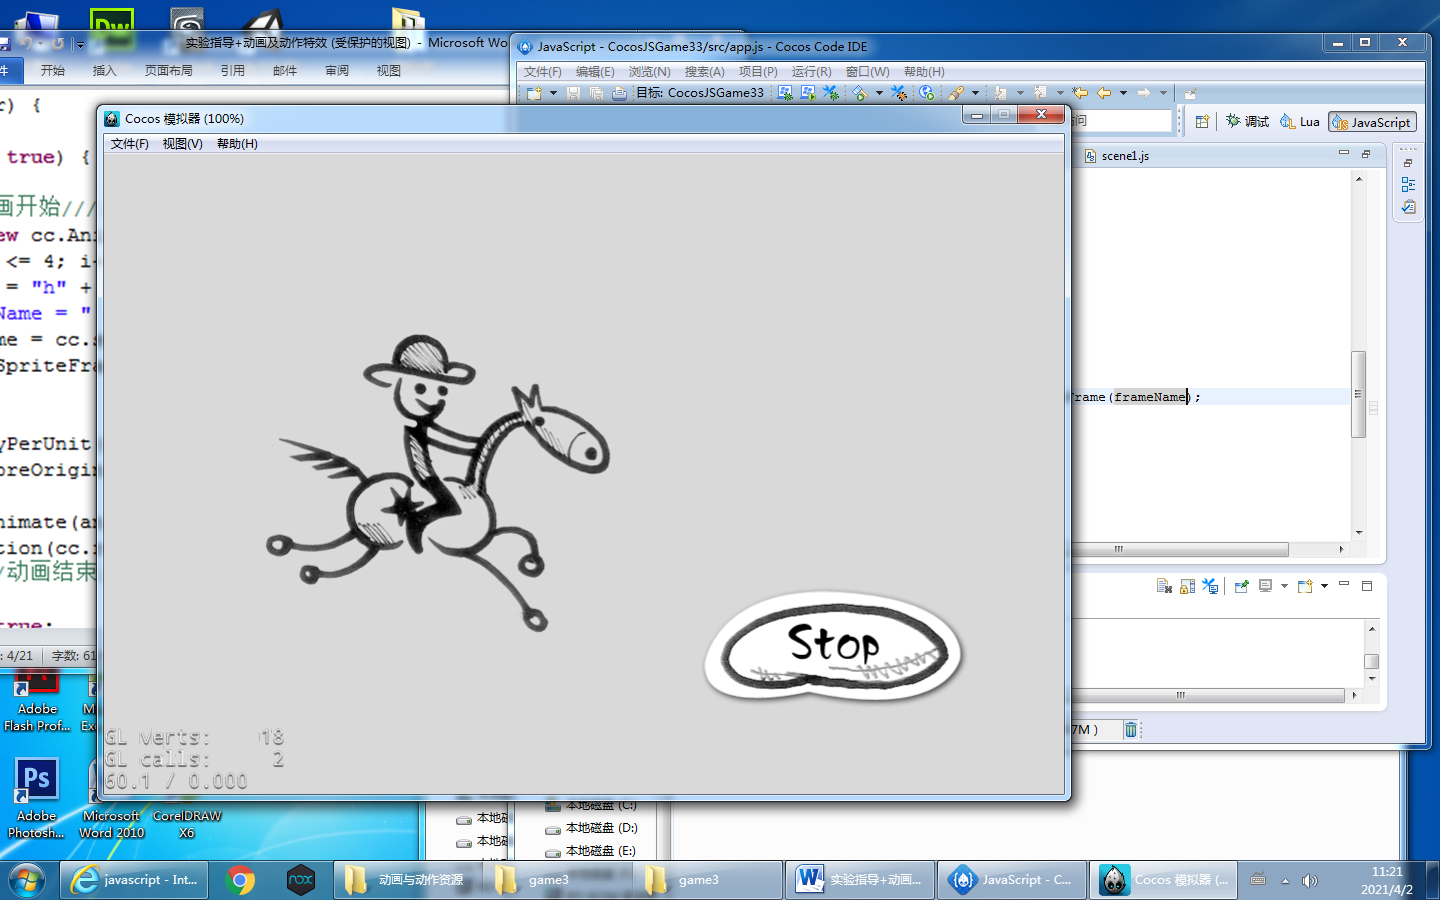 实验指导+动画及动作特效 (受保护的视图) - Microsoft Wo
开始 插入 页面布局 引用 邮件 审阅 视图
JavaScript - CocosJSGame33/src/app.js - Cocos Code IDE
文件(F) 编辑(E) 浏览(N) 搜索(A) 项目(P) 运行(R) 窗口(W) 帮助(H)
目标: CocosJSGame33
调试 Lua JavaScript
scene1.js
Cocos 模拟器 (100%)
文件(F) 视图(V) 帮助(H)
) {
true) {
画开始///
ew cc.An
<= 4; i
= "h" +
Name = "
me = cc.
SpriteFra
yPerUnit
oreOrigin
nimate(a
tion(cc.
/动画结束
true;
rame(frameName);
Stop
GL verts: 18
GL calls: 2
60.1 / 0.000
: 4/21 字数: 61
7M )
Adobe
Flash Prof...
Adobe
Photosh...
Microsoft
Word 2010
CorelDRAW
X6
Dw
Ps
本地磁盘 (C:)
本地磁盘 (D:)
本地磁盘 (E:)
javascript - Int...
nox
动画与动作资源
game3
game3
实验指导+动画...
JavaScript - C...
Cocos 模拟器 (...
11:21
2021/4/2